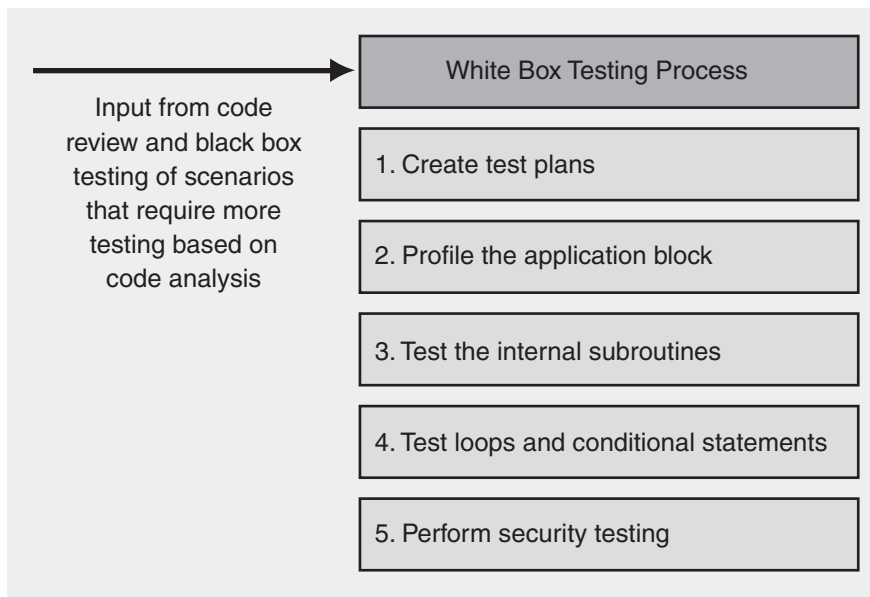 White Box Testing Process
Input from code
review and black box
testing of scenarios
that require more
testing based on
code analysis
1. Create test plans
2. Profile the application block
3. Test the internal subroutines
4. Test loops and conditional statements
5. Perform security testing